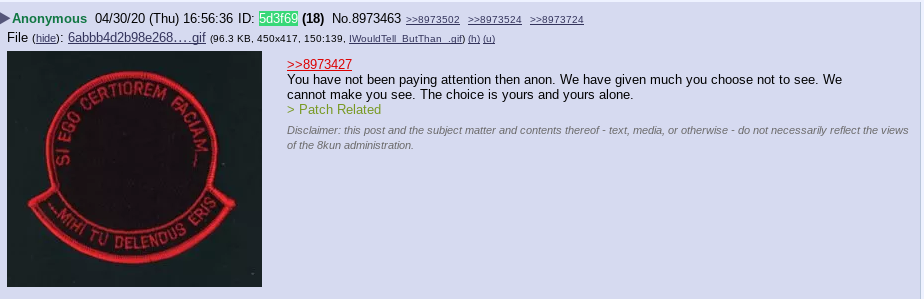 Anonymous 04/30/20 (Thu) 16:56:36 ID: 5d3f69 (18) No.8973463 >>8973502 >>8973524 >>8973724
File (hide): 6abbb4d2b98e268….gif (96.3 KB, 450x417, 150:139, IWouldTell_ButThan_.gif) (h) (u)
SI EGO CERTIOREM FACIAM...
...MIHI TU DELENDUS ERIS
>>8973427
You have not been paying attention then anon. We have given much you choose not to see. We
cannot make you see. The choice is yours and yours alone.
> Patch Related
Disclaimer: this post and the subject matter and contents thereof - text, media, or otherwise - do not necessarily reflect the views
of the 8kun administration.